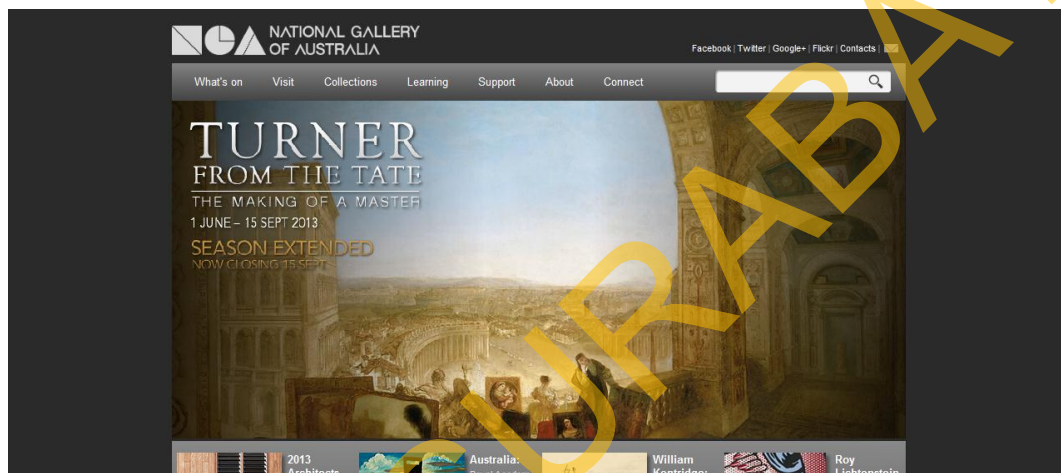 NATIONAL GALLERY
OF AUSTRALIA
Facebook | Twitter | Google+ | Flickr | Contacts |
What's on Visit Collections Learning Support About Connect
TURNER
FROM THE TATE
THE MAKING OF A MASTER
1 JUNE – 15 SEPT 2013
SEASON EXTENDED
NOW CLOSING 15 SEPT
2013
Architects
Australia:
William
Kentridge:
Roy
Lichtenstein
URABA